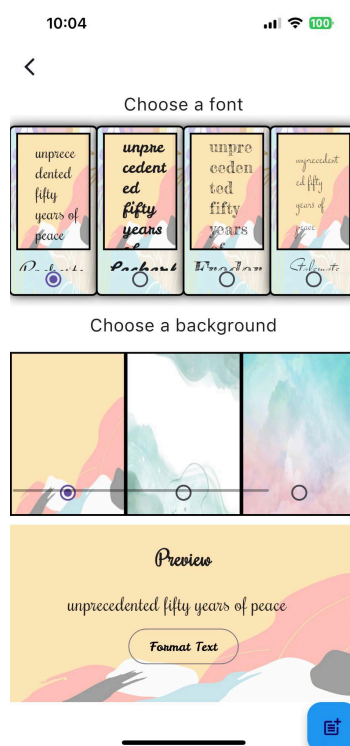 10:04
100
Choose a font
unprece
dented
fifty
years of
peace
unpre
cedent
ed
fifty
years
unpre
ceden
ted
fifty
years
unprecedent
ed fifty
years of
peace
Choose a background
Preview
unprecedented fifty years of peace
Format Text